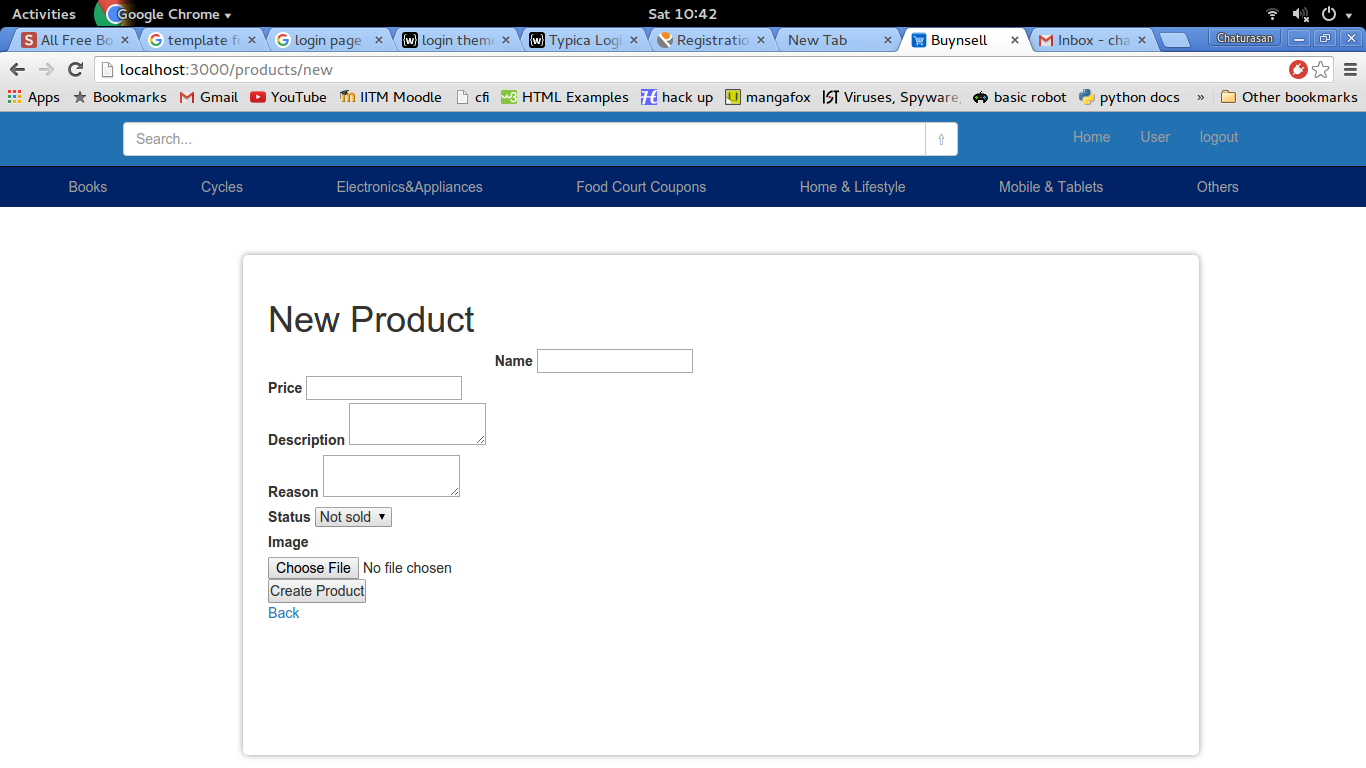 Activities Google Chrome ▾ Sat 10:42
All Free Bo template fo login page login them Typica Logi Registratio New Tab Buynsell Inbox - cha Chaturasan
localhost:3000/products/new
Apps Bookmarks Gmail YouTube IITM Moodle cfi HTML Examples hack up mangafox Viruses, Spyware, basic robot python docs » Other bookmarks
Search... ⇧ Home User logout
Books Cycles Electronics&Appliances Food Court Coupons Home & Lifestyle Mobile & Tablets Others
New Product
Name
Price
Description
Reason
Status Not sold ▼
Image
Choose File No file chosen
Create Product
Back